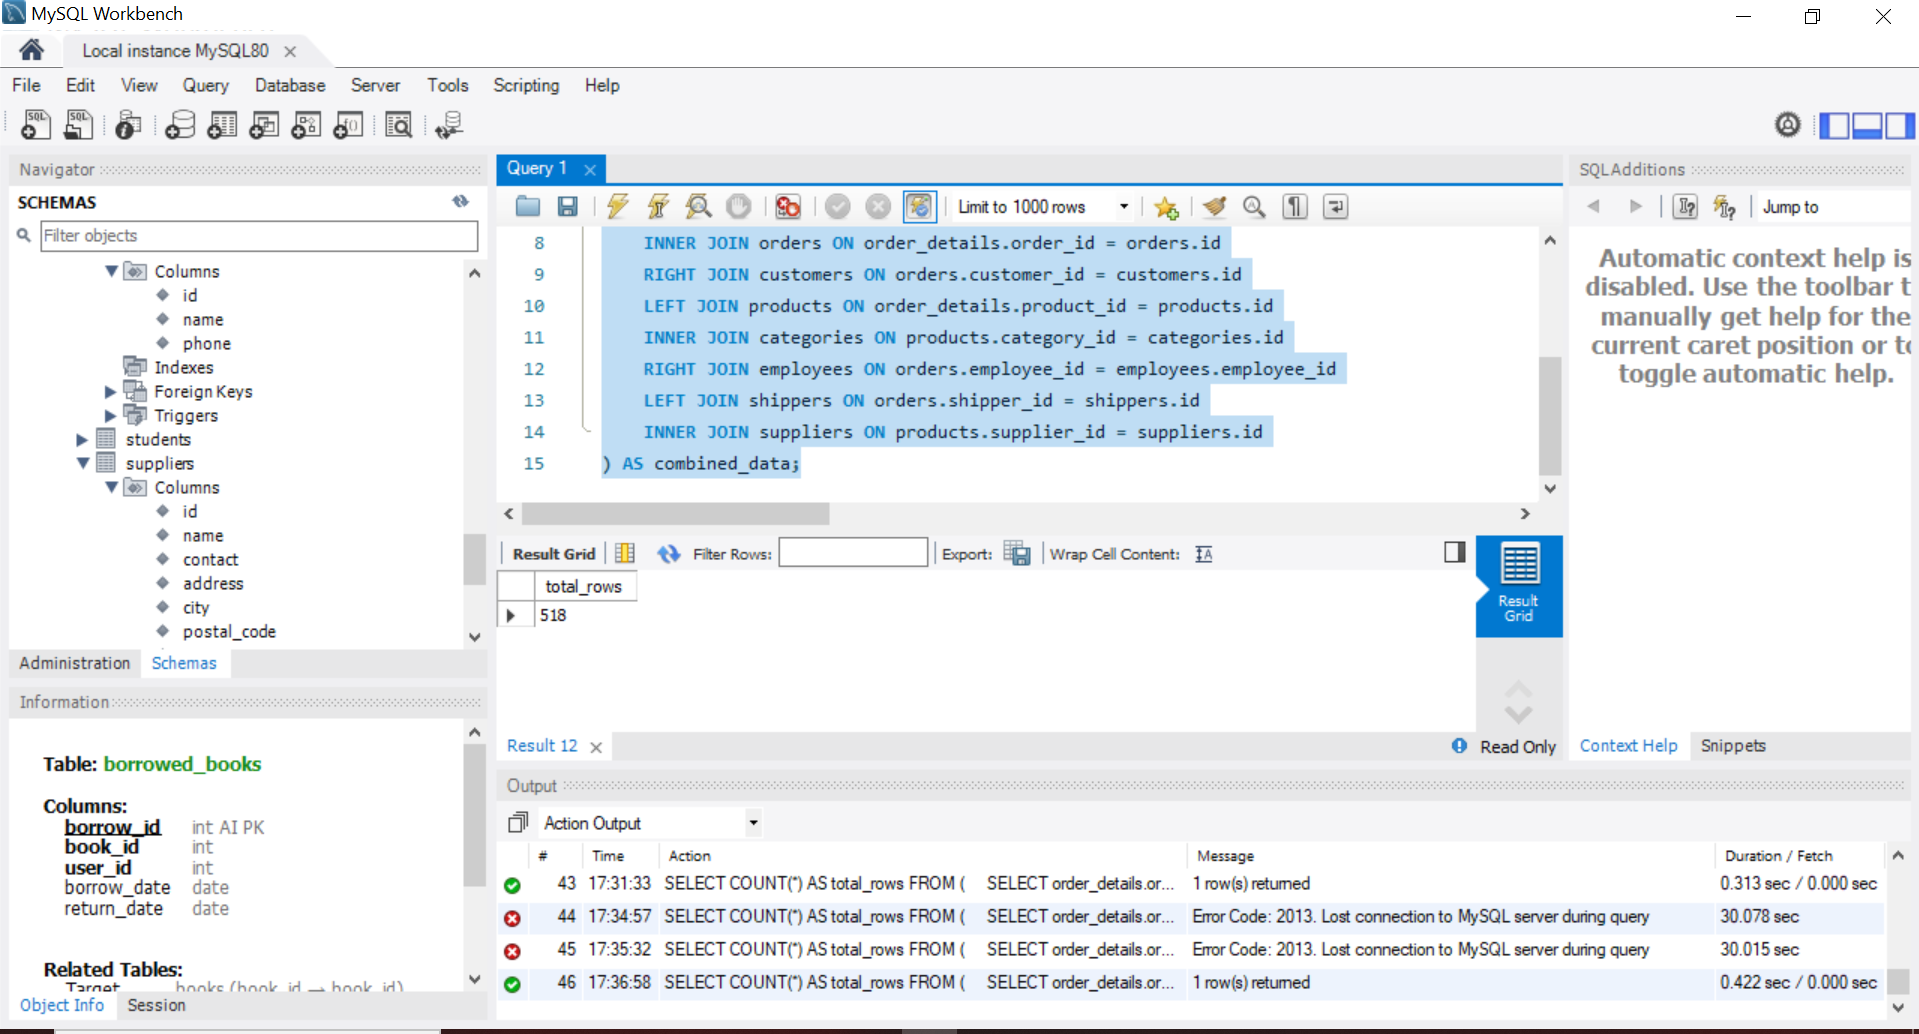 MySQL Workbench
Local instance MySQL80
File Edit View Query Database Server Tools Scripting Help
Navigator
SCHEMAS
Filter objects
Columns
id
name
phone
Indexes
Foreign Keys
Triggers
students
suppliers
Columns
id
name
contact
address
city
postal_code
Administration Schemas
Information
Table: borrowed_books
Columns:
borrow_id int AI PK
book_id int
user_id int
borrow_date date
return_date date
Related Tables:
Target books (book_id → book_id)
Object Info Session
Query 1
Limit to 1000 rows
8 INNER JOIN orders ON order_details.order_id = orders.id
9 RIGHT JOIN customers ON orders.customer_id = customers.id
10 LEFT JOIN products ON order_details.product_id = products.id
11 INNER JOIN categories ON products.category_id = categories.id
12 RIGHT JOIN employees ON orders.employee_id = employees.employee_id
13 LEFT JOIN shippers ON orders.shipper_id = shippers.id
14 INNER JOIN suppliers ON products.supplier_id = suppliers.id
15 ) AS combined_data;
Result Grid Filter Rows: Export: Wrap Cell Content:
total_rows
518
Result
Grid
Result 12
Read Only
SQLAdditions
Jump to
Automatic context help is
disabled. Use the toolbar t
manually get help for the
current caret position or to
toggle automatic help.
Context Help Snippets
Output
Action Output
# Time Action Message Duration / Fetch
43 17:31:33 SELECT COUNT(*) AS total_rows FROM ( SELECT order_details.or... 1 row(s) returned 0.313 sec / 0.000 sec
44 17:34:57 SELECT COUNT(*) AS total_rows FROM ( SELECT order_details.or... Error Code: 2013. Lost connection to MySQL server during query 30.078 sec
45 17:35:32 SELECT COUNT(*) AS total_rows FROM ( SELECT order_details.or... Error Code: 2013. Lost connection to MySQL server during query 30.015 sec
46 17:36:58 SELECT COUNT(*) AS total_rows FROM ( SELECT order_details.or... 1 row(s) returned 0.422 sec / 0.000 sec